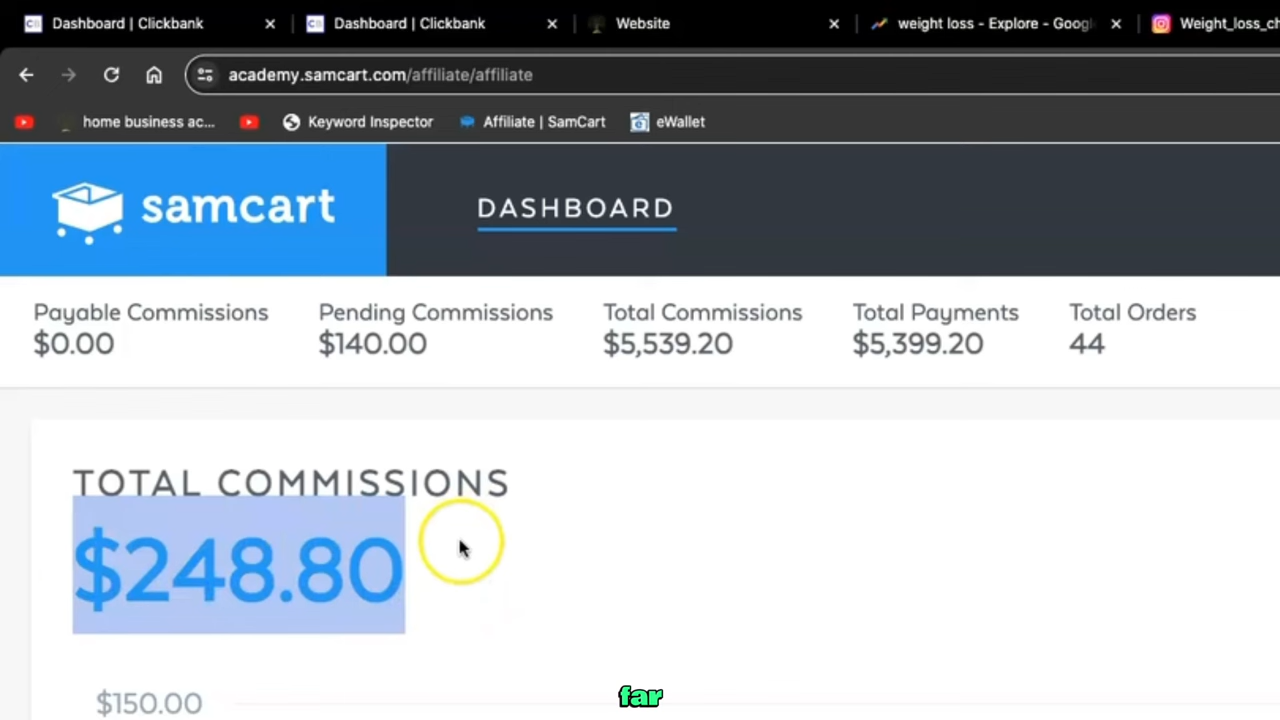 Dashboard | Clickbank
Dashboard | Clickbank
Website
weight loss - Explore - Goog
Weight_loss_ch
academy.samcart.com/affiliate/affiliate
home business ac...
Keyword Inspector
Affiliate | SamCart
eWallet
samcart
DASHBOARD
Payable Commissions
$0.00
Pending Commissions
$140.00
Total Commissions
$5,539.20
Total Payments
$5,399.20
Total Orders
44
TOTAL COMMISSIONS
$248.80
$150.00
far